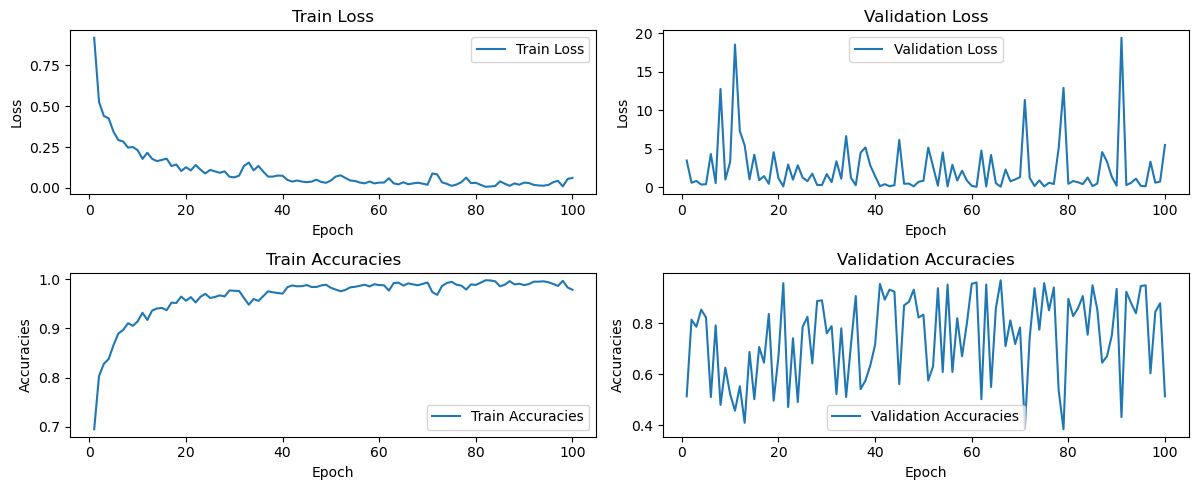 Train Loss
Loss
0.75
0.50
0.25
0.00
0 20 40 60 80 100
Epoch
Train Loss
Validation Loss
Loss
20
15
10
5
0
0 20 40 60 80 100
Epoch
Validation Loss
Train Accuracies
Accuracies
1.0
0.9
0.8
0.7
0 20 40 60 80 100
Epoch
Train Accuracies
Validation Accuracies
Accuracies
0.8
0.6
0.4
0 20 40 60 80 100
Epoch
Validation Accuracies